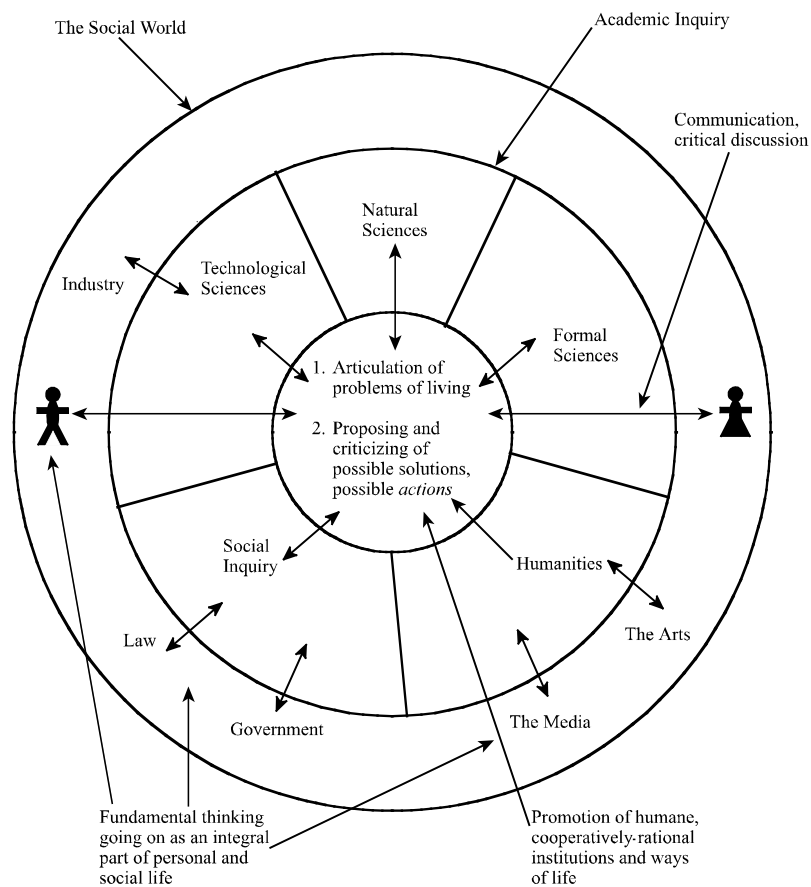 The Social World
Academic Inquiry
Communication,
critical discussion
Natural
Sciences
Technological
Sciences
Industry
Formal
Sciences
1. Articulation of
problems of living
2. Proposing and
criticizing of
possible solutions,
possible actions
Social
Inquiry
Humanities
Law
The Arts
Government
The Media
Fundamental thinking
going on as an integral
part of personal and
social life
Promotion of humane,
cooperatively-rational
institutions and ways
of life